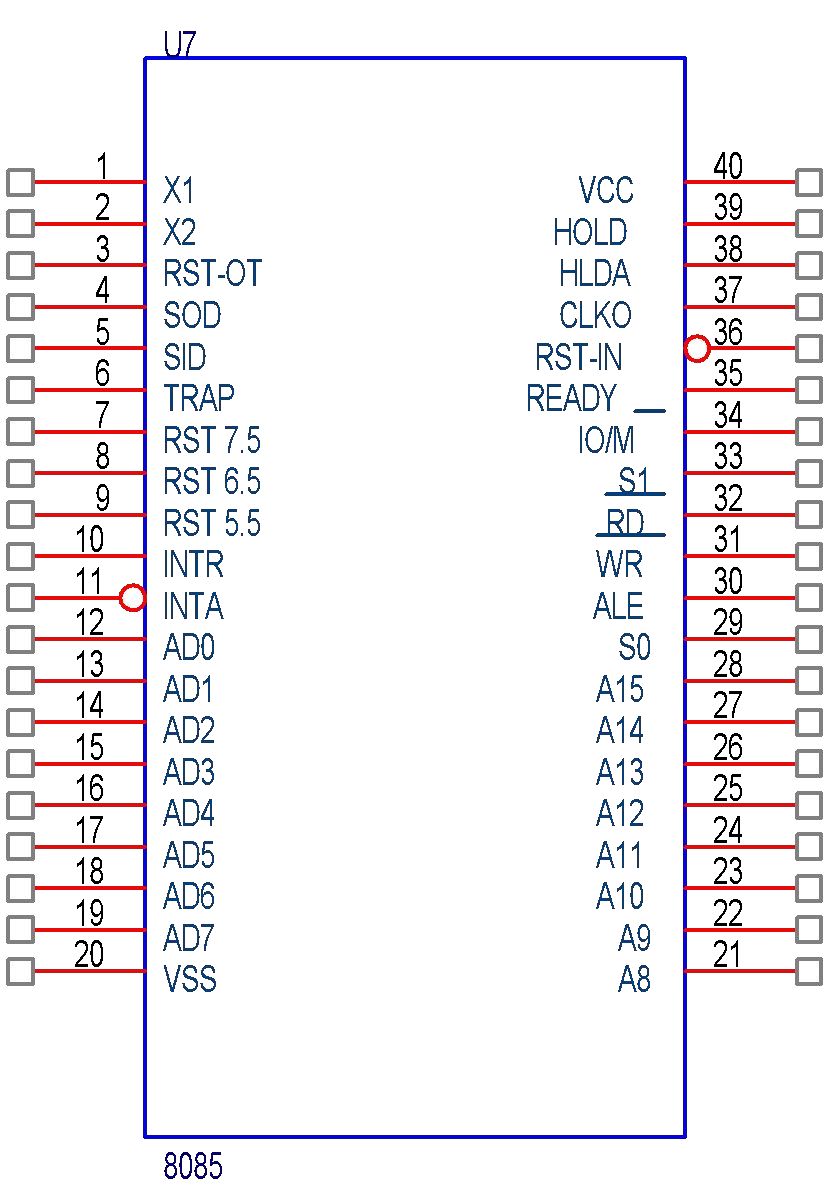 U7
1 X1 VCC 40
2 X2 HOLD 39
3 RST-OT HLDA 38
4 SOD CLKO 37
5 SID RST-IN 36
6 TRAP READY 35
7 RST 7.5 IO/M 34
8 RST 6.5 S1 33
9 RST 5.5 RD 32
10 INTR WR 31
11 INTA ALE 30
12 AD0 S0 29
13 AD1 A15 28
14 AD2 A14 27
15 AD3 A13 26
16 AD4 A12 25
17 AD5 A11 24
18 AD6 A10 23
19 AD7 A9 22
20 VSS A8 21
8085